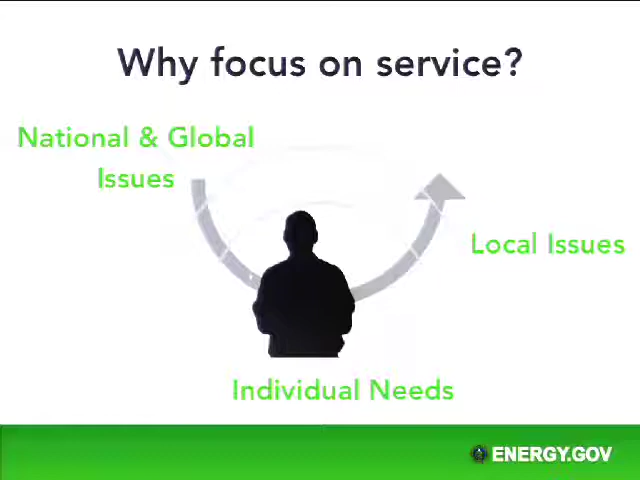 Why focus on service?
National & Global
Issues
Local Issues
Individual Needs
ENERGY.GOV